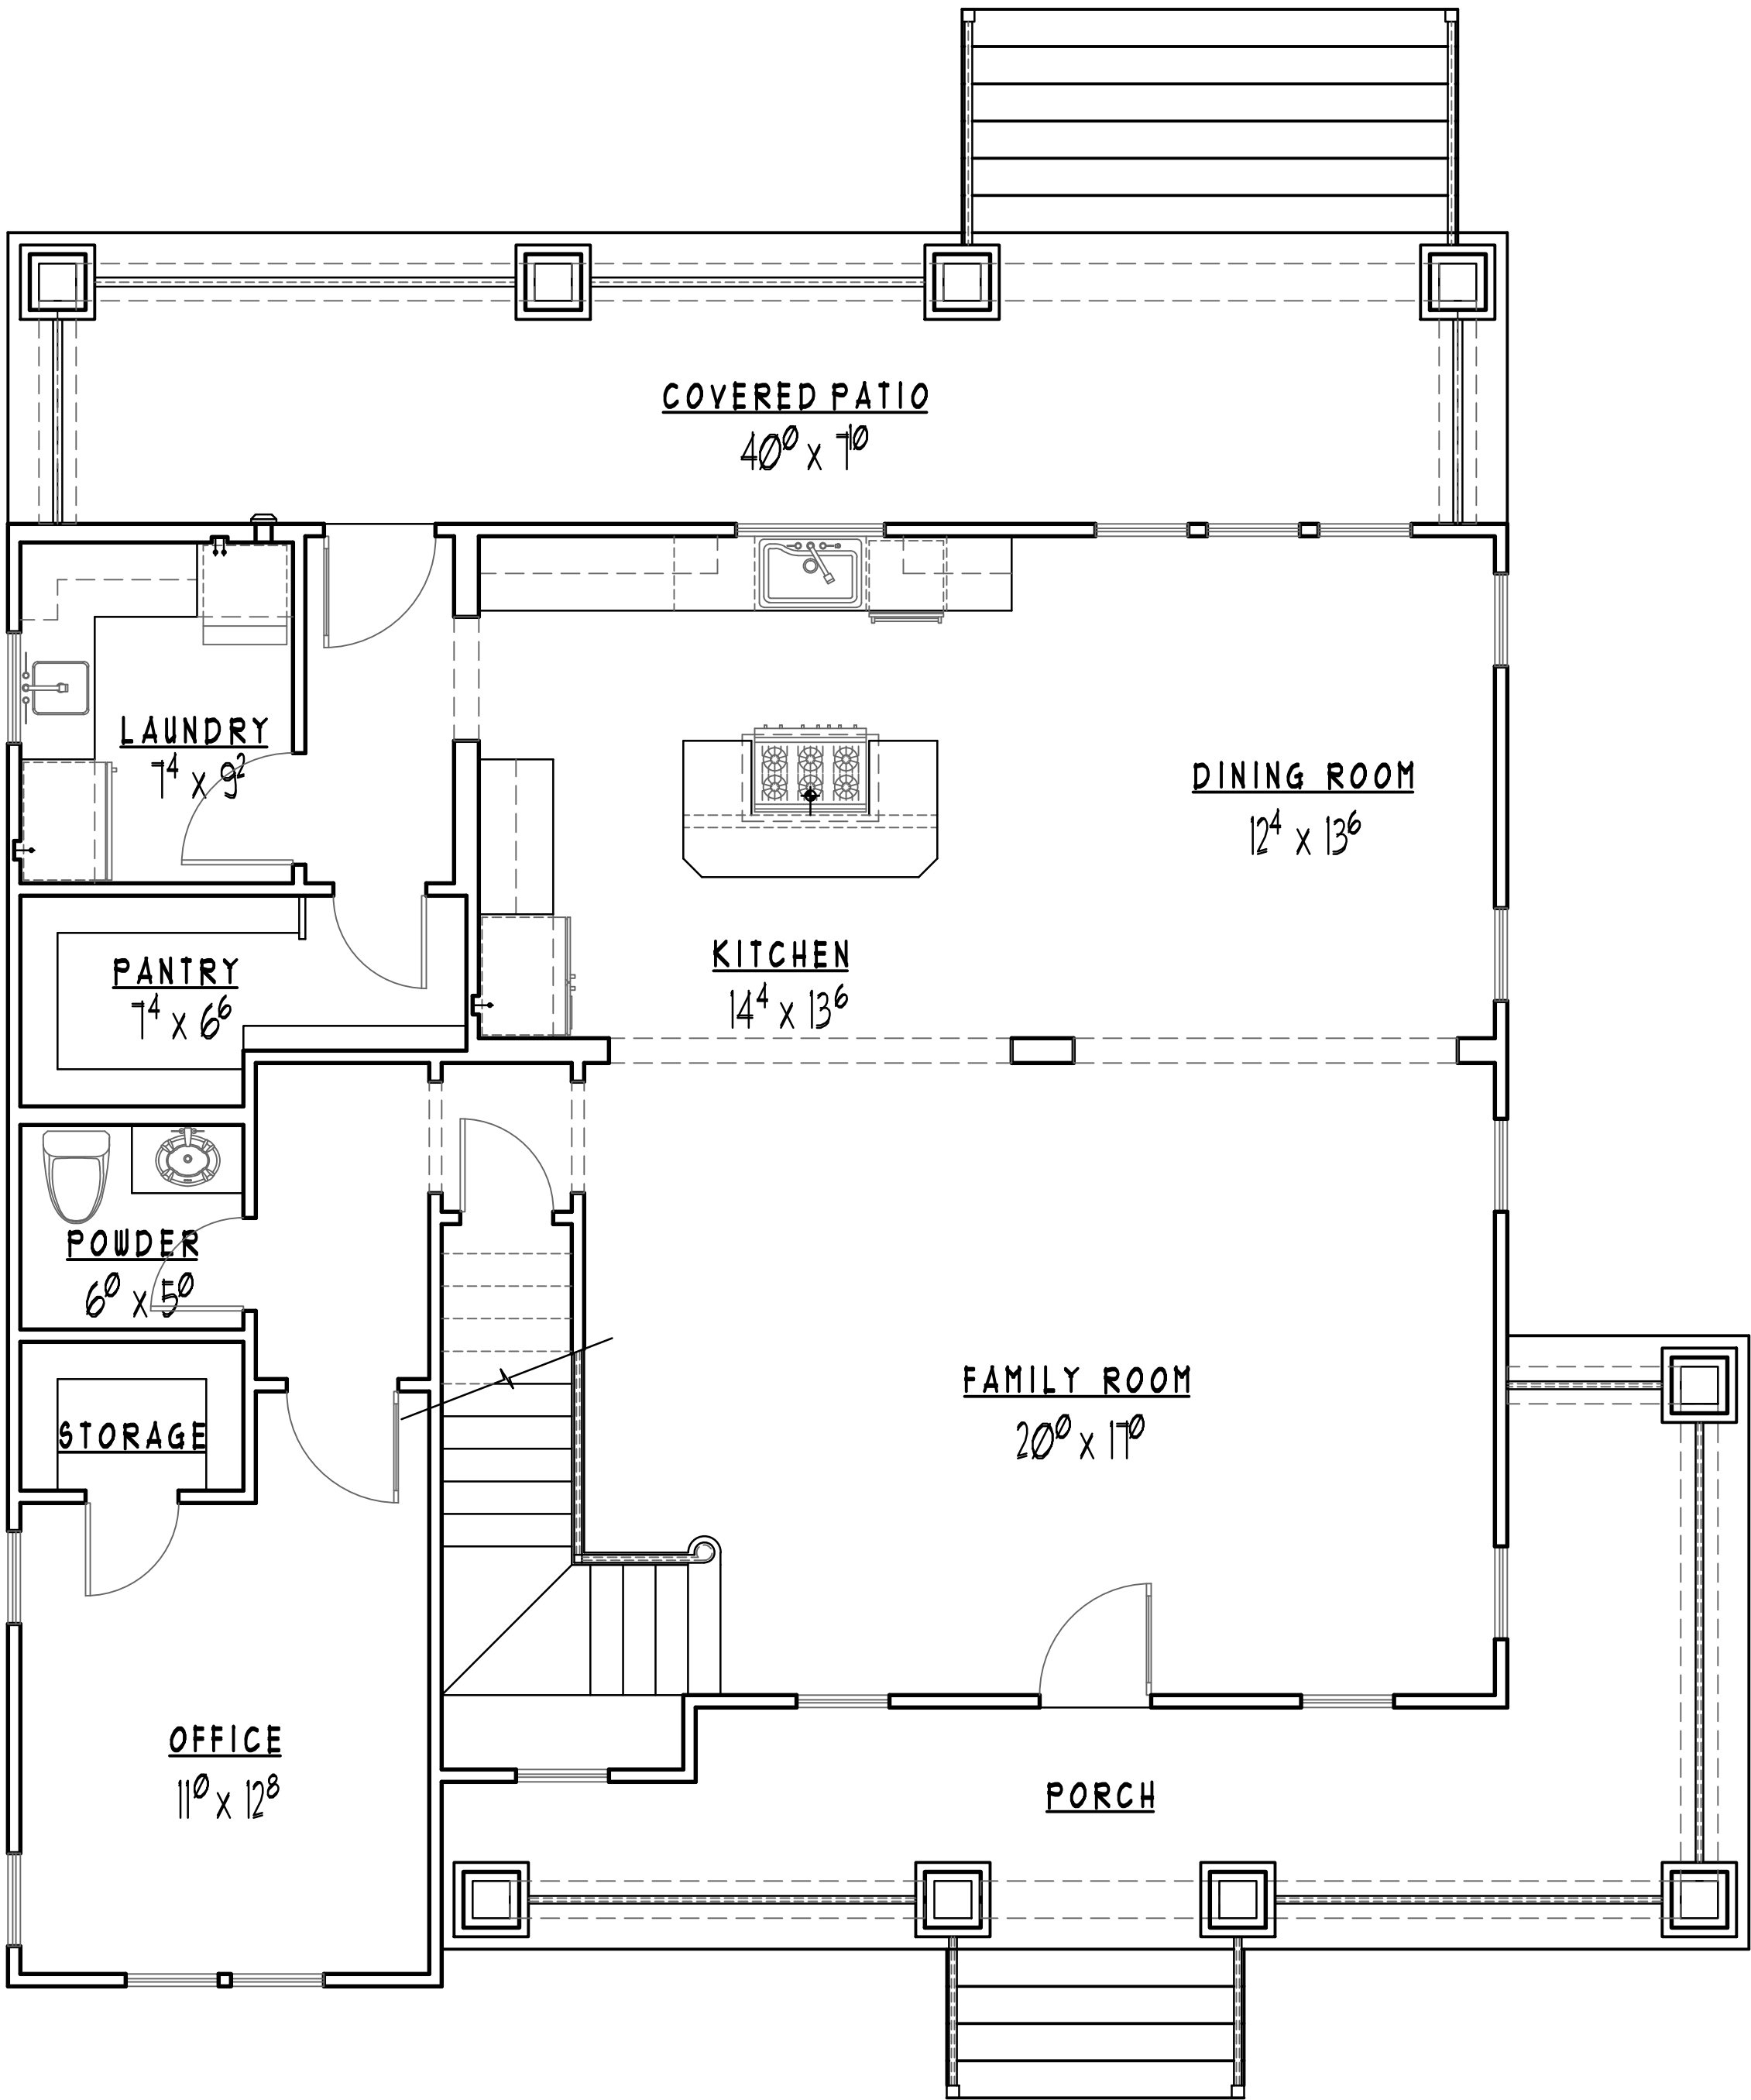 COVERED PATIO
40⁰ x 7¹⁰
LAUNDRY
7⁴ x 9²
DINING ROOM
12⁴ x 13⁶
KITCHEN
14⁴ x 13⁶
PANTRY
7⁴ x 6⁶
POWDER
6⁰ x 5⁰
FAMILY ROOM
20⁰ x 17⁰
STORAGE
OFFICE
11⁰ x 12⁸
PORCH